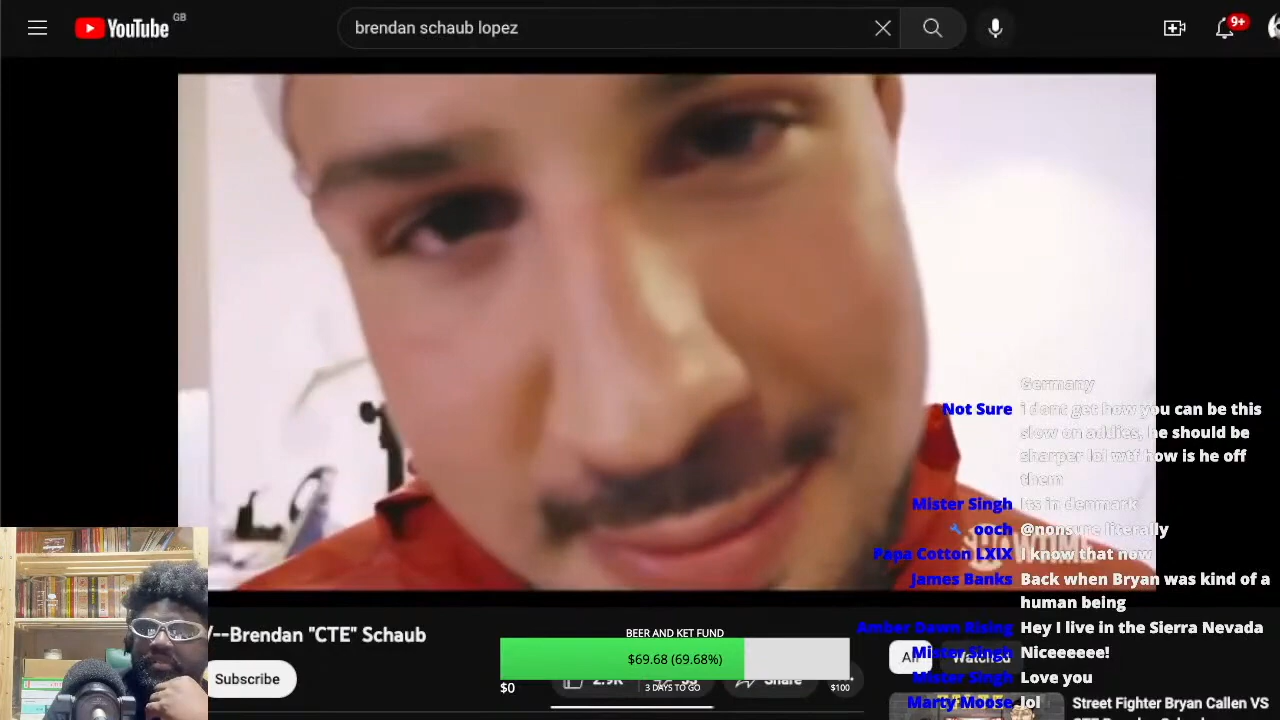 YouTube GB
brendan schaub lopez
9+
Germany
Not Sure i dont get how you can be this
slow on addies, he should be
sharper lol wtf how is he off
them
Mister Singh Its in denmark
ooch @nonsure literally
Papa Cotton LXIX I know that now
James Banks Back when Bryan was kind of a
human being
Amber Dawn Rising Hey I live in the Sierra Nevada
Mister Singh Niceeeee!
Mister Singh Love you
Marty Moose lol
SHOWTIME
--Brendan "CTE" Schaub
Subscribe
BEER AND KET FUND
$69.68 (69.68%)
$0
3 DAYS TO GO
$100
2.9K
Share
All
Watched
Street Fighter Bryan Callen VS